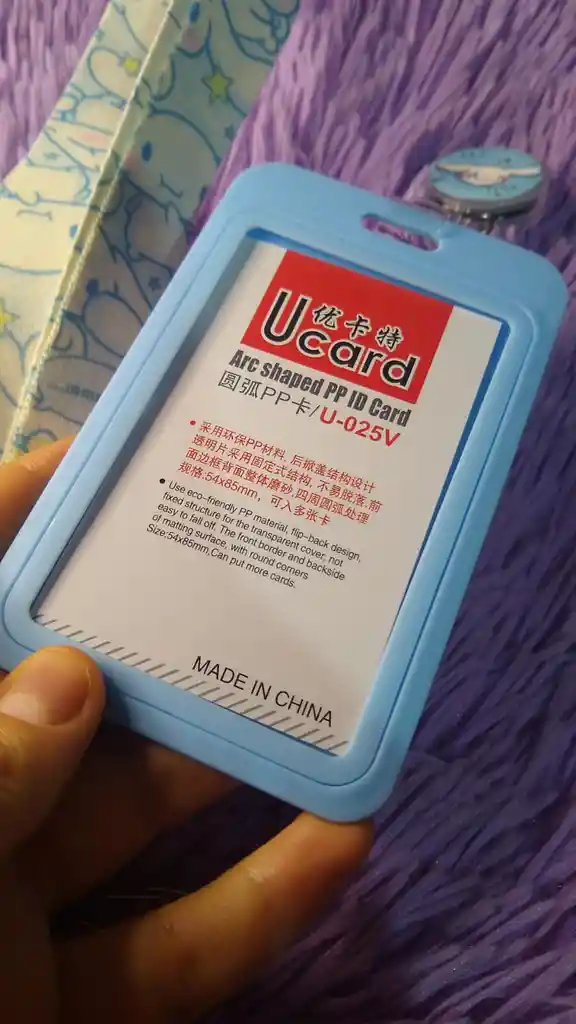 优卡特
Ucard
Arc shaped PP ID Card
圆弧PP卡/U-025V
• 采用环保PP材料, 后掀盖结构设计
透明片采用固定式结构, 不易脱落.前
面边框背面整体磨砂,四周圆弧处理
规格:54x85mm, 可入多张卡
• Use eco-friendly PP material, flip-back design,
fixed structure for the transparent cover, not
easy to fall off. The front border and backside
of matting surface, with round corners
Size:54x85mm,Can put more cards.
MADE IN CHINA